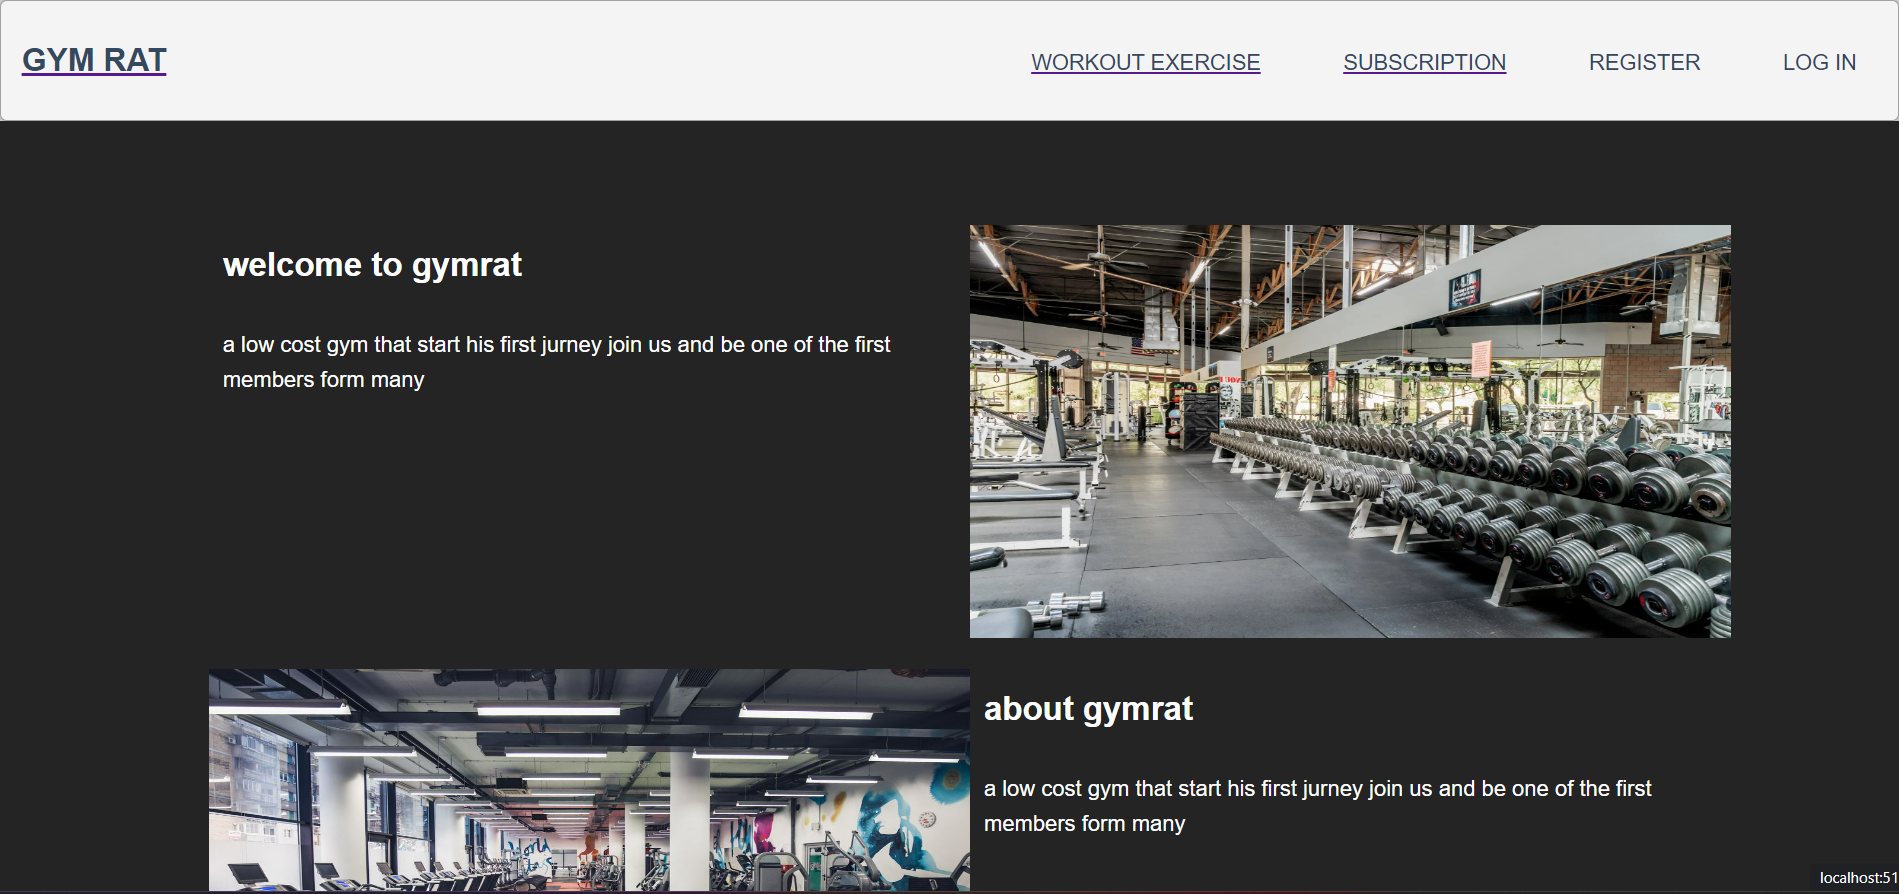 GYM RAT
WORKOUT EXERCISE
SUBSCRIPTION
REGISTER
LOG IN
welcome to gymrat
a low cost gym that start his first jurney join us and be one of the first
members form many
about gymrat
a low cost gym that start his first jurney join us and be one of the first
members form many
localhost:51